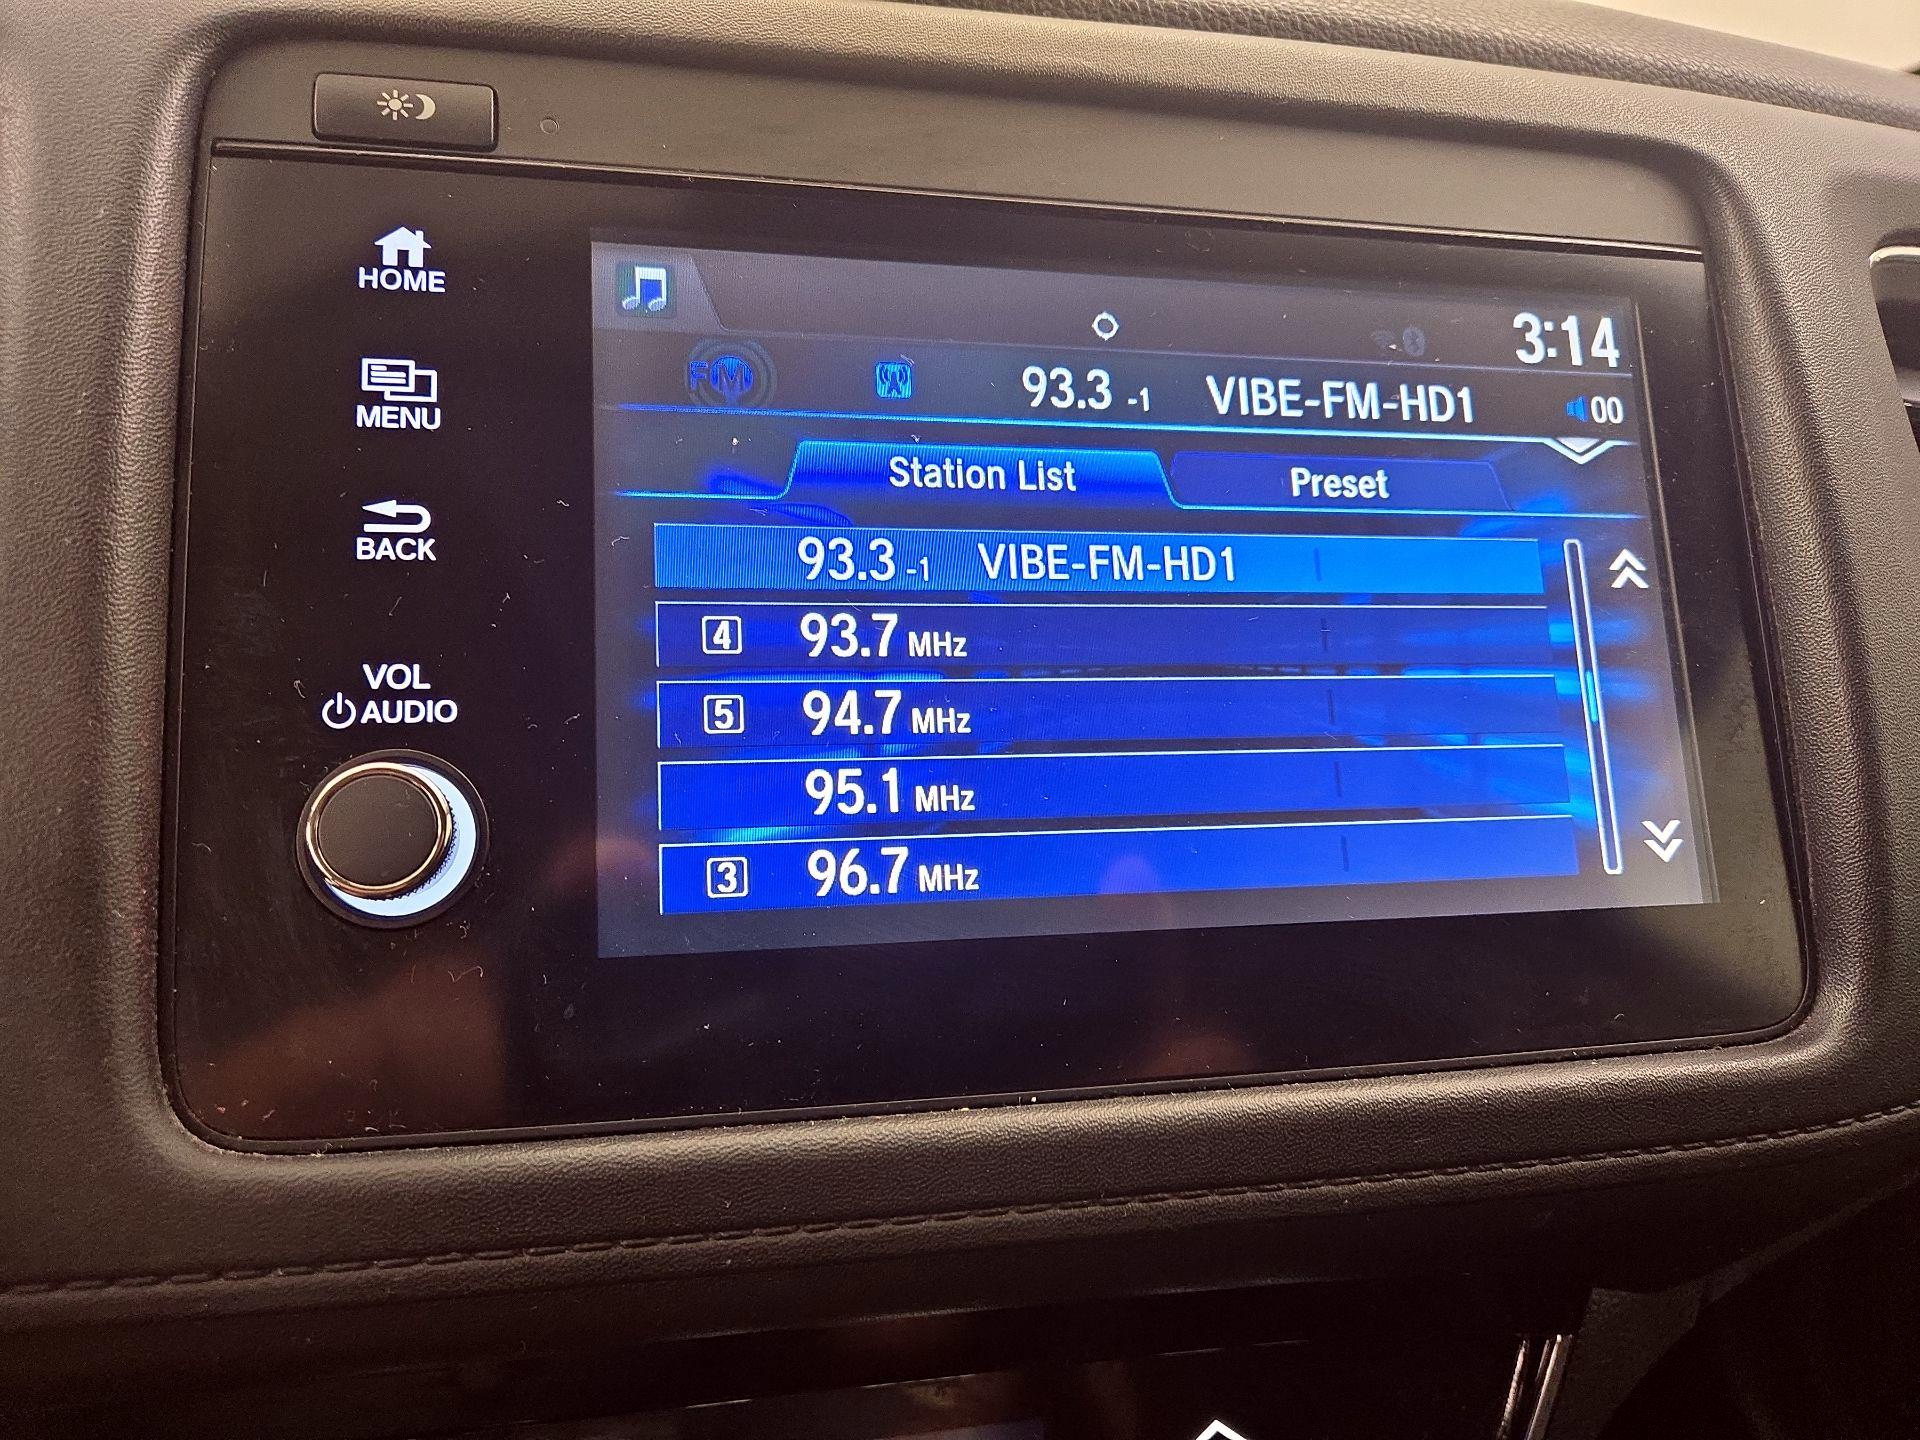 HOME
MENU
BACK
VOL
AUDIO
3:14
FM 93.3 -1 VIBE-FM-HD1 00
Station List Preset
93.3 -1 VIBE-FM-HD1
4 93.7 MHz
5 94.7 MHz
95.1 MHz
3 96.7 MHz